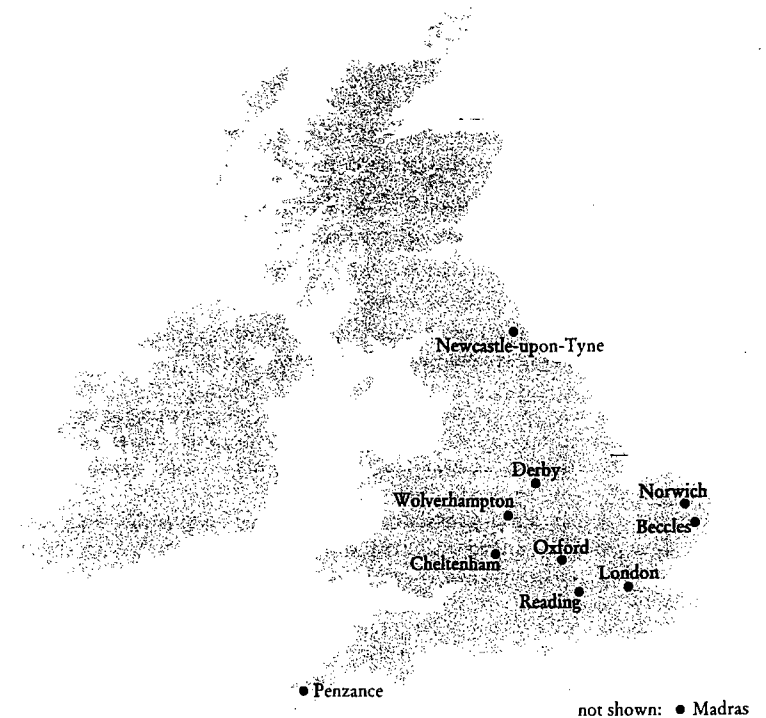 Newcastle-upon-Tyne
Derby
Norwich
Wolverhampton
Beccles
Oxford
Cheltenham
London
Reading
Penzance
not shown: ● Madras